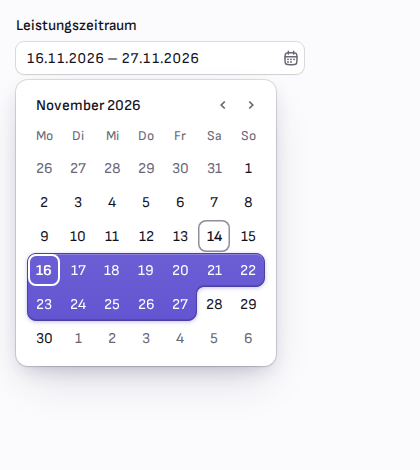 Leistungszeitraum
16.11.2026 – 27.11.2026
November 2026
Mo Di Mi Do Fr Sa So
26 27 28 29 30 31 1
2 3 4 5 6 7 8
9 10 11 12 13 14 15
16 17 18 19 20 21 22
23 24 25 26 27 28 29
30 1 2 3 4 5 6